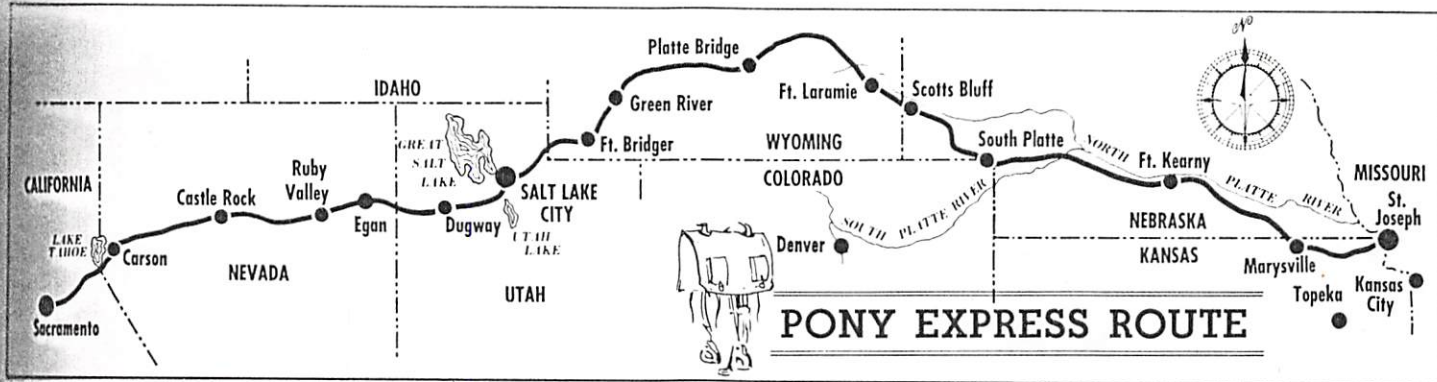 N
IDAHO
Platte Bridge
Green River
Ft. Laramie
Scotts Bluff
GREAT
SALT
LAKE
Ft. Bridger
WYOMING
COLORADO
South Platte
NORTH
PLATTE
RIVER
Ft. Kearny
MISSOURI
St.
Joseph
CALIFORNIA
Castle Rock
Ruby
Valley
Egan
Dugway
SALT LAKE
CITY
UTAH
LAKE
SOUTH PLATTE RIVER
Denver
NEBRASKA
KANSAS
Marysville
LAKE
TAHOE
Carson
NEVADA
UTAH
Topeka
Kansas
City
Sacramento
PONY EXPRESS ROUTE